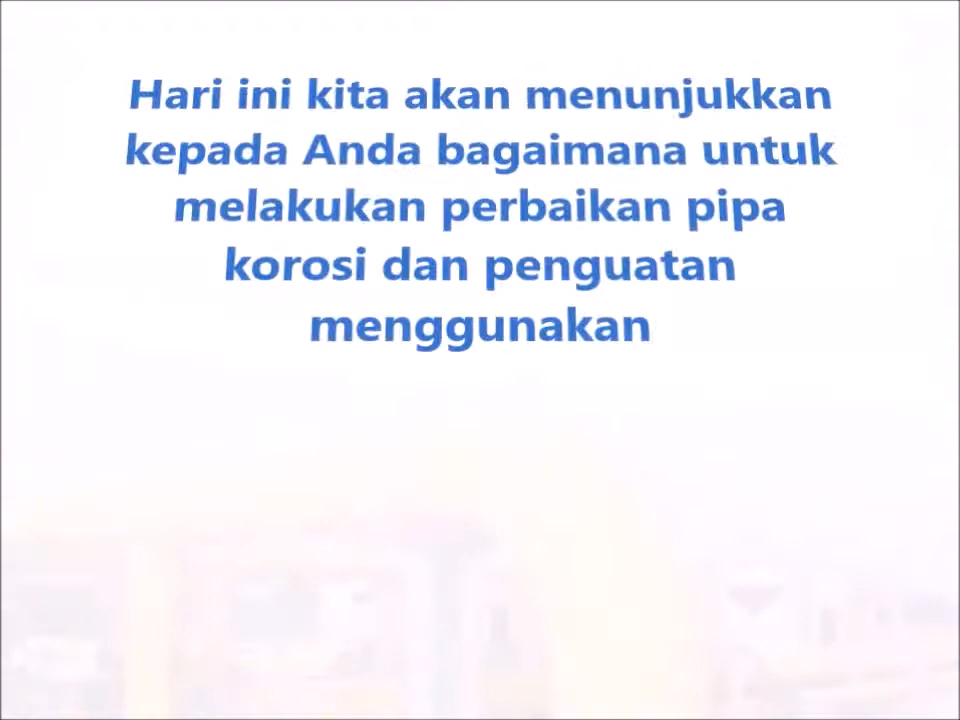 Hari ini kita akan menunjukkan
kepada Anda bagaimana untuk
melakukan perbaikan pipa
korosi dan penguatan
menggunakan